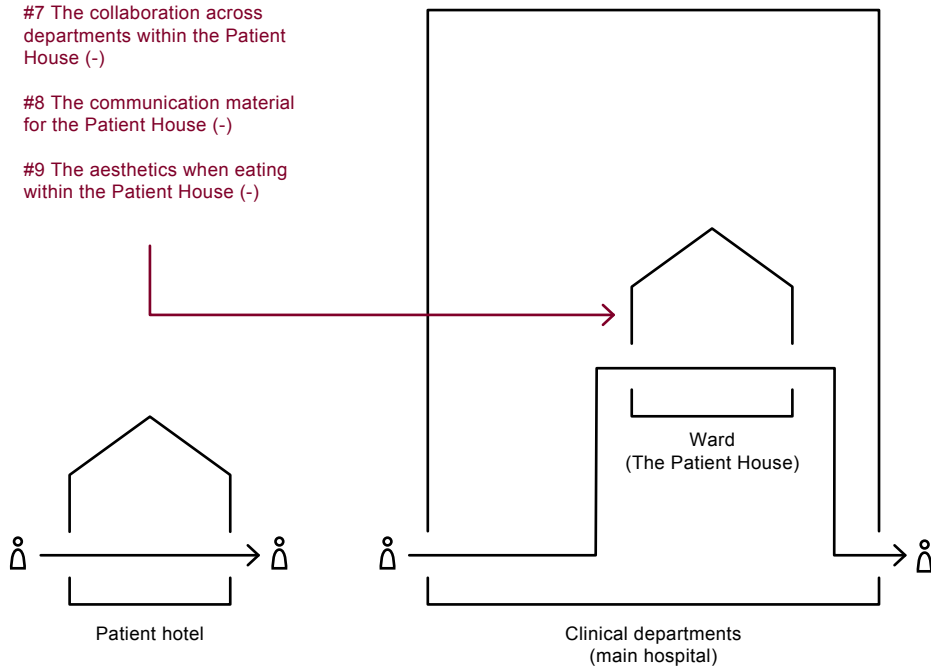 #7 The collaboration across
departments within the Patient
House (-)
#8 The communication material
for the Patient House (-)
#9 The aesthetics when eating
within the Patient House (-)
Ward
(The Patient House)
Patient hotel
Clinical departments
(main hospital)